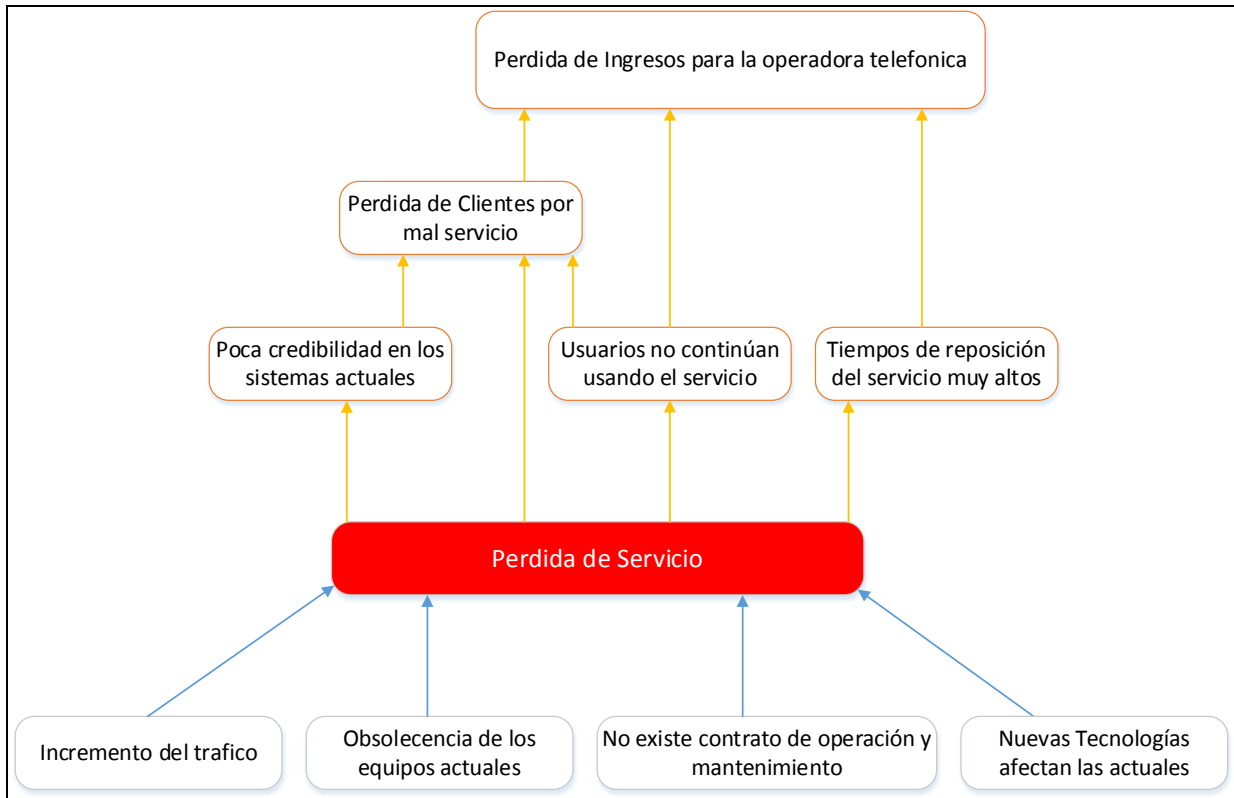 Perdida de Ingresos para la operadora telefonica
Perdida de Clientes por
mal servicio
Poca credibilidad en los
sistemas actuales
Usuarios no continúan
usando el servicio
Tiempos de reposición
del servicio muy altos
Perdida de Servicio
Incremento del trafico
Obsolecencia de los
equipos actuales
No existe contrato de operación y
mantenimiento
Nuevas Tecnologías
afectan las actuales